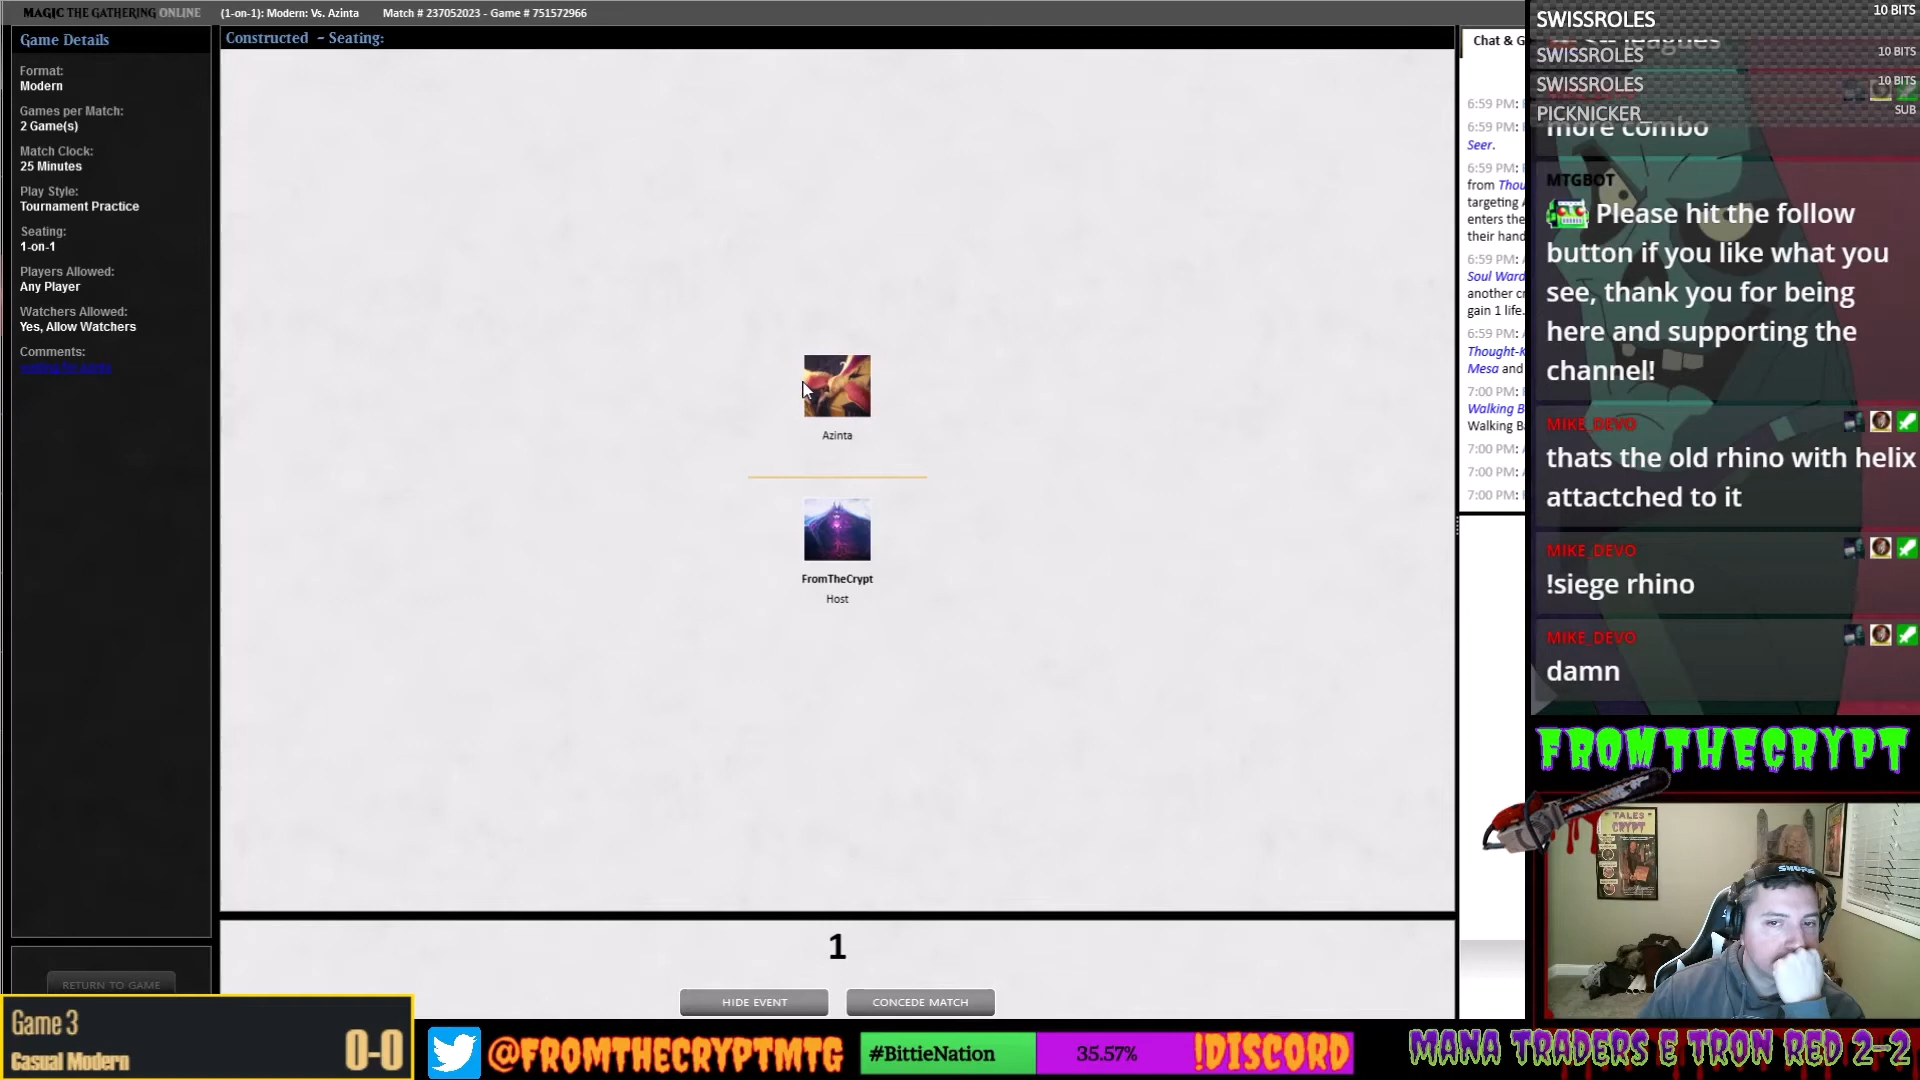 MAGIC THE GATHERING ONLINE
(1-on-1): Modern: Vs. Azinta
Match # 237052023 - Game # 751572966
Game Details
Format:
Modern
Games per Match:
2 Game(s)
Match Clock:
25 Minutes
Play Style:
Tournament Practice
Seating:
1-on-1
Players Allowed:
Any Player
Watchers Allowed:
Yes, Allow Watchers
Comments:
RETURN TO GAME
Constructed - Seating:
Azinta
FromTheCrypt
Host
1
HIDE EVENT
CONCEDE MATCH
Chat & G
6:59 PM:
6:59 PM:
Seer.
6:59 PM:
from Thou
targeting
enters the
their hand
6:59 PM:
Soul Ward
another cr
gain 1 life.
6:59 PM:
Thought-K
Mesa and
7:00 PM:
Walking B
Walking Ba
7:00 PM:
7:00 PM:
7:00 PM:
SWISSROLES 10 BITS
leagues
SWISSROLES 10 BITS
SWISSROLES 10 BITS
PICKNICKER_ SUB
more combo
MTGBOT
Please hit the follow
button if you like what you
see, thank you for being
here and supporting the
channel!
MIKE_DEVO
thats the old rhino with helix
attactched to it
MIKE_DEVO
!siege rhino
MIKE_DEVO
damn
FROMTHECRYPT
TALES
CRYPT
Game 3
Casual Modern
0-0
@FROMTHECRYPTMTG
#BittieNation
35.57%
!DISCORD
MANA TRADERS E TRON RED 2-2